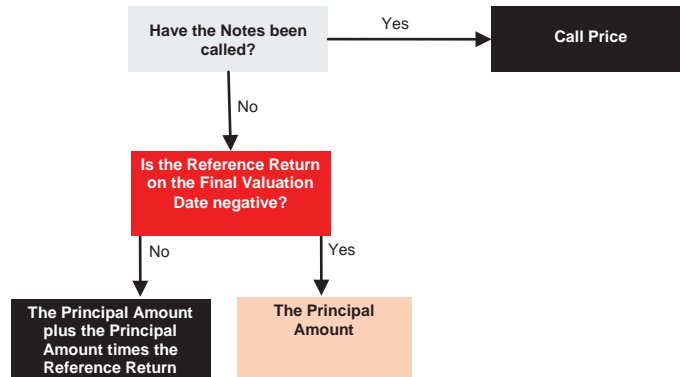 Have the Notes been
called?
Yes
Call Price
No
Is the Reference Return
on the Final Valuation
Date negative?
No
Yes
The Principal Amount
plus the Principal
Amount times the
Reference Return
The Principal
Amount